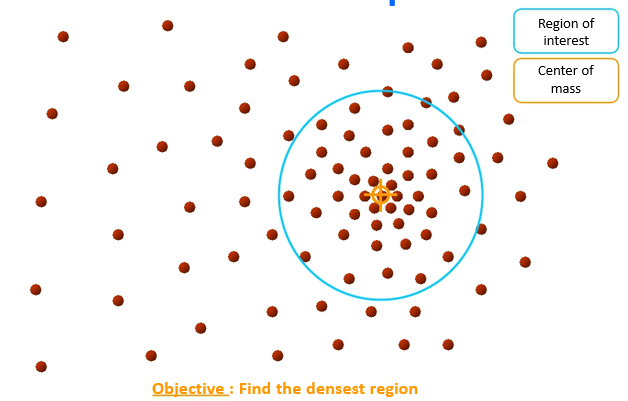 Region of
interest
Center of
mass
Objective : Find the densest region